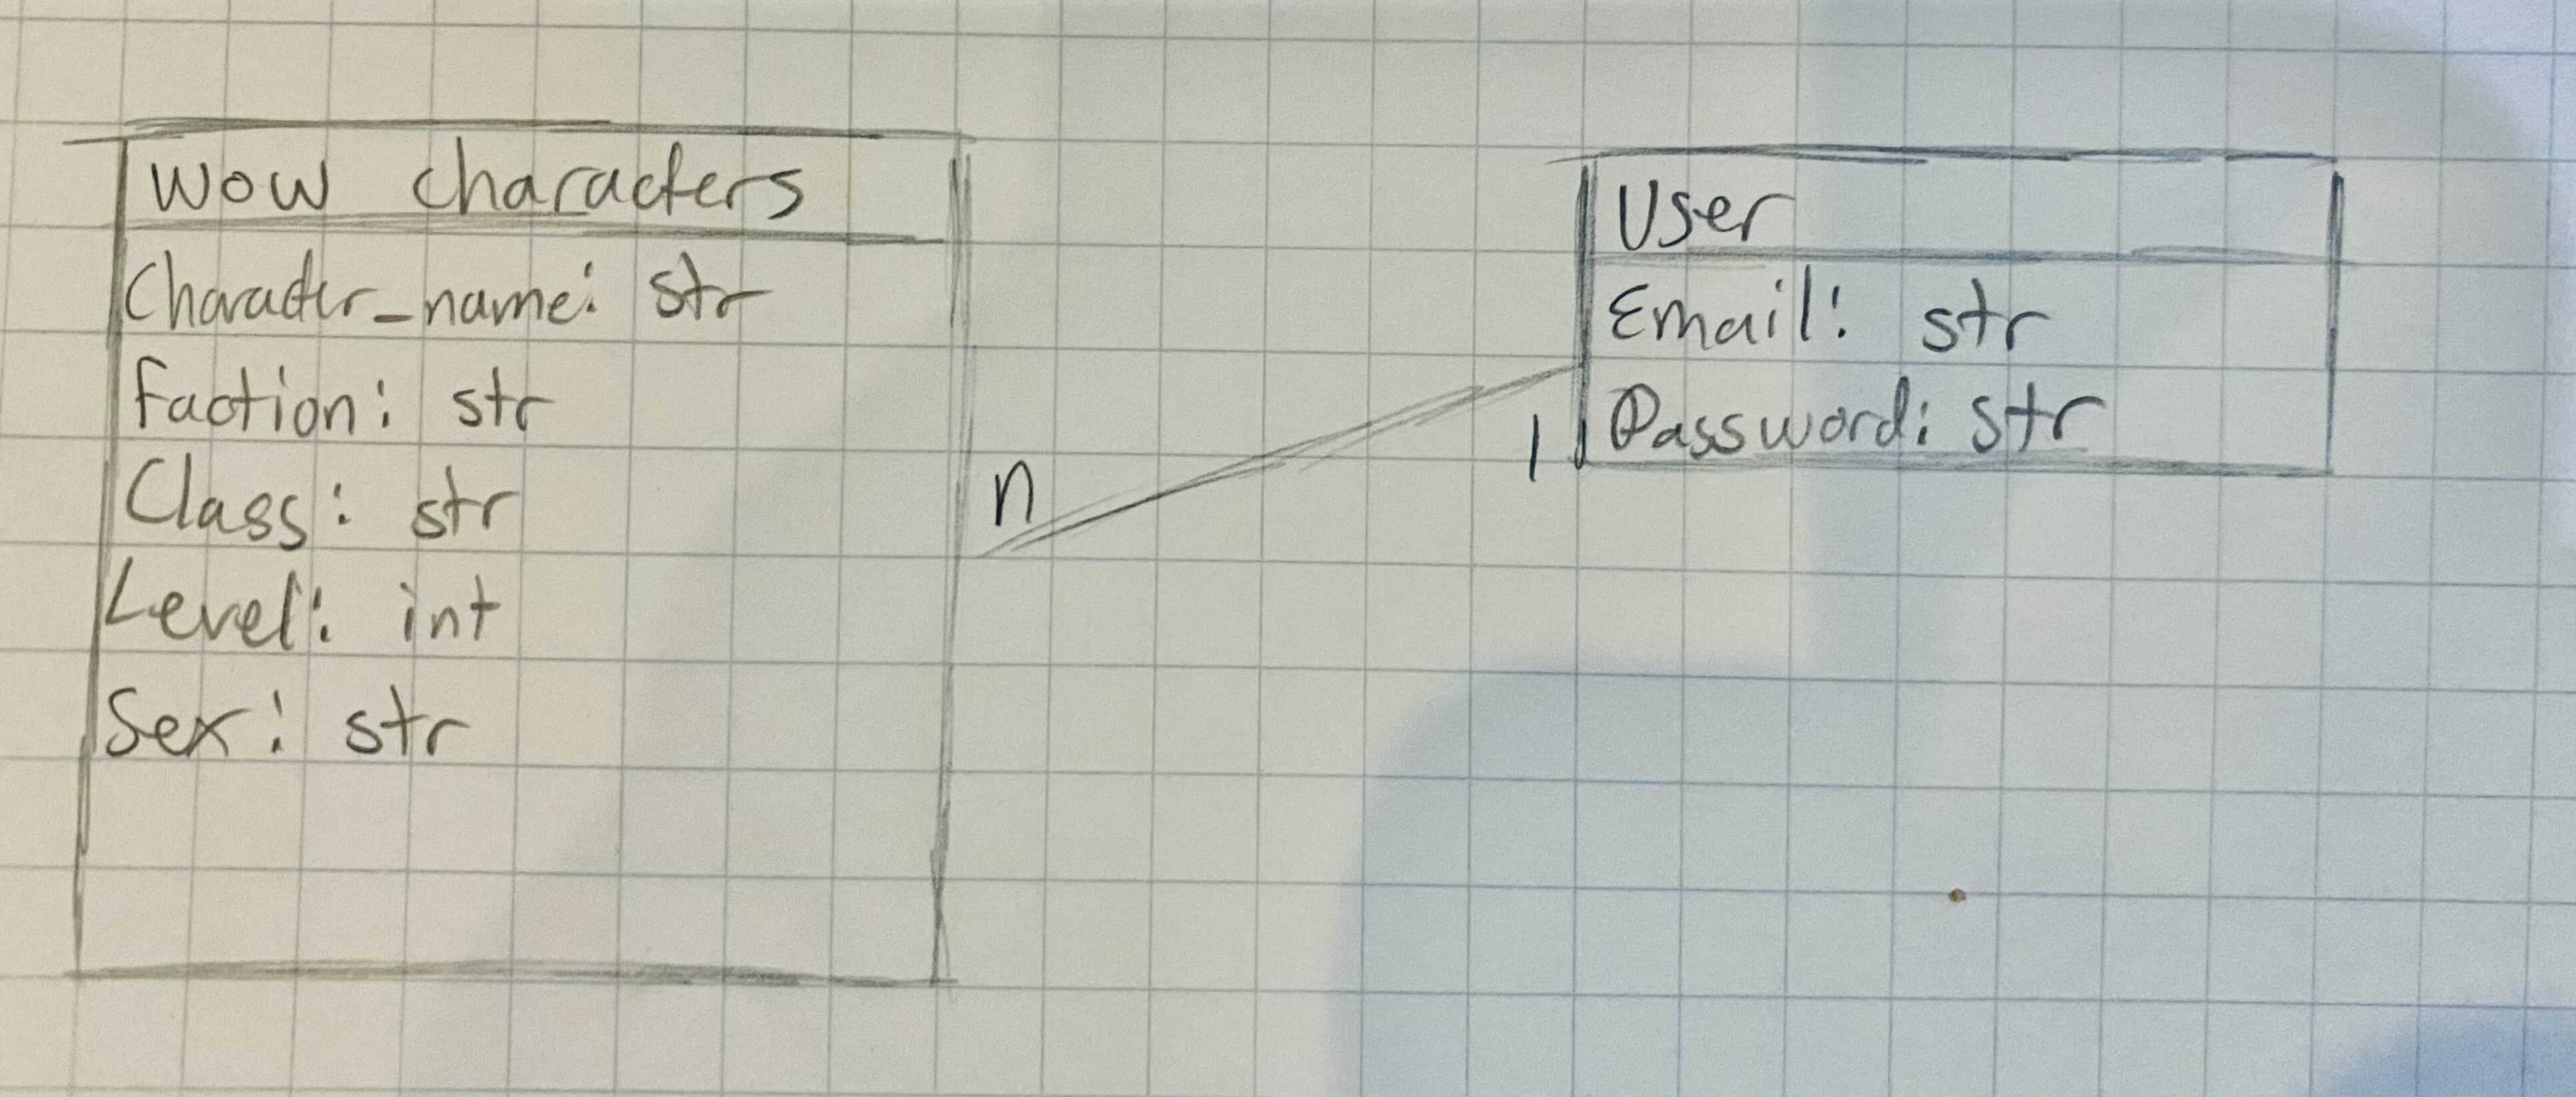 WOW characters
Character_name: str
Faction: str
Class: str
Level: int
Sex: str
n
1
User
Email: str
Password: str